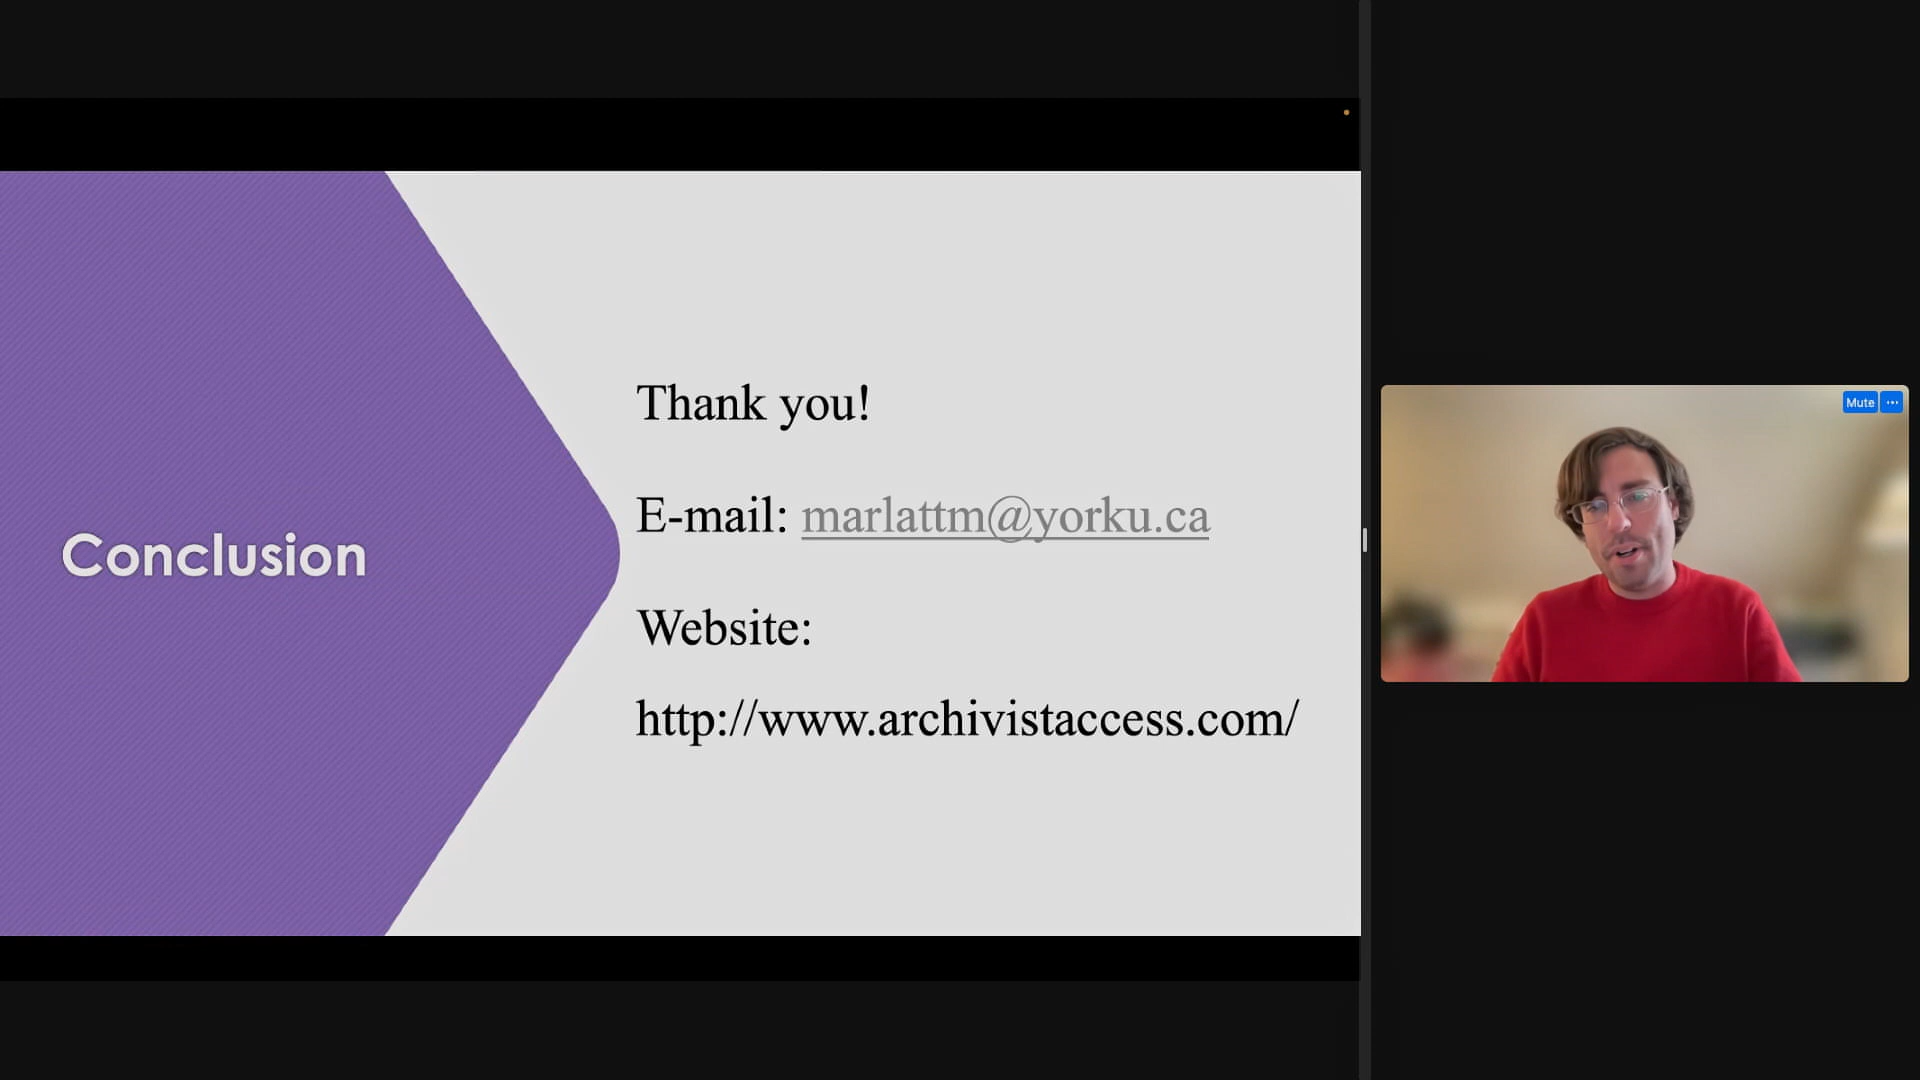 Conclusion
Thank you!
E-mail: marlattm@yorku.ca
Website:
http://www.archivistaccess.com/
Mute